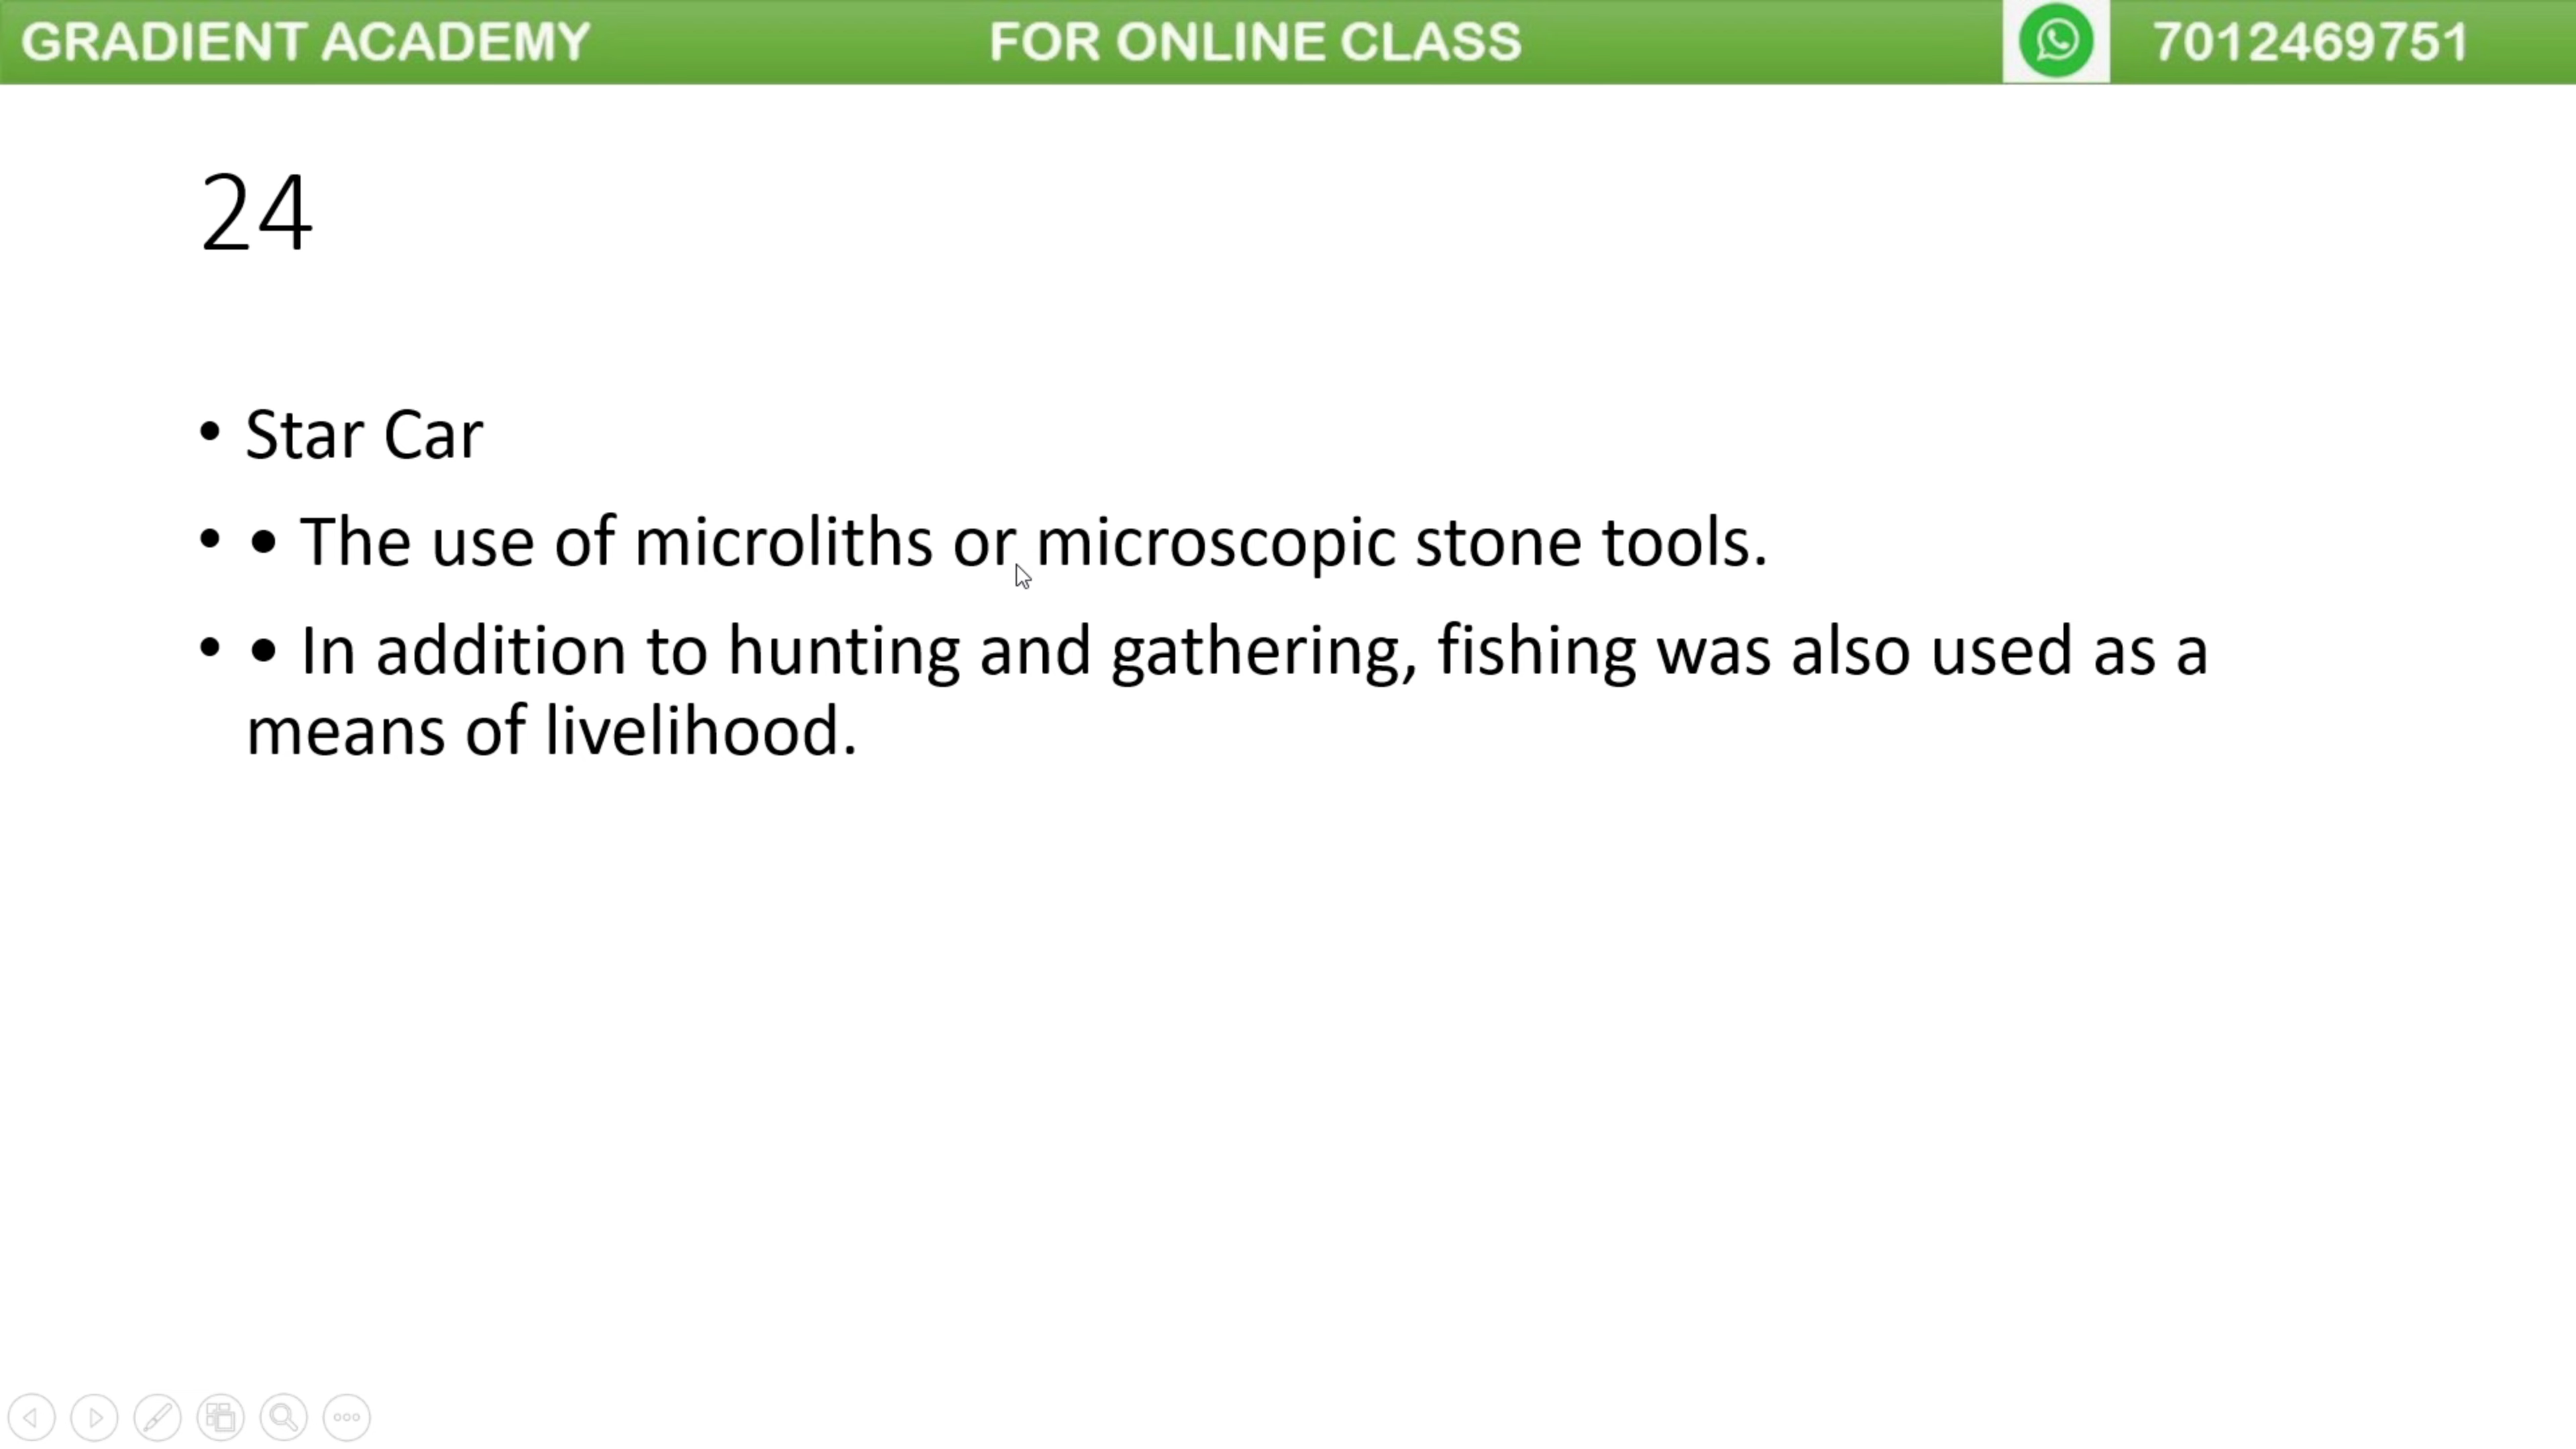 GRADIENT ACADEMY FOR ONLINE CLASS 7012469751
24
• Star Car
• • The use of microliths or microscopic stone tools.
• • In addition to hunting and gathering, fishing was also used as a
means of livelihood.